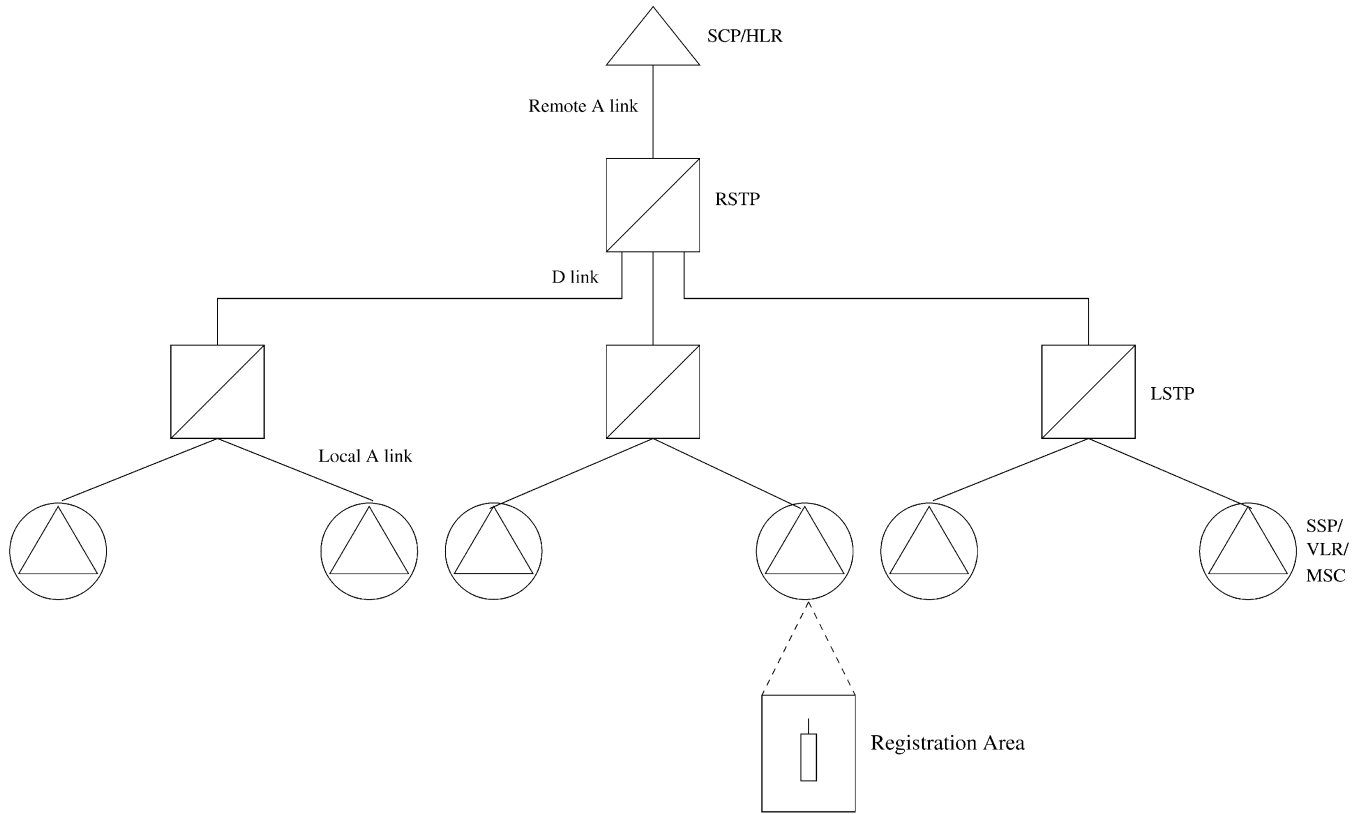 SCP/HLR
Remote A link
RSTP
D link
LSTP
Local A link
SSP/
VLR/
MSC
Registration Area